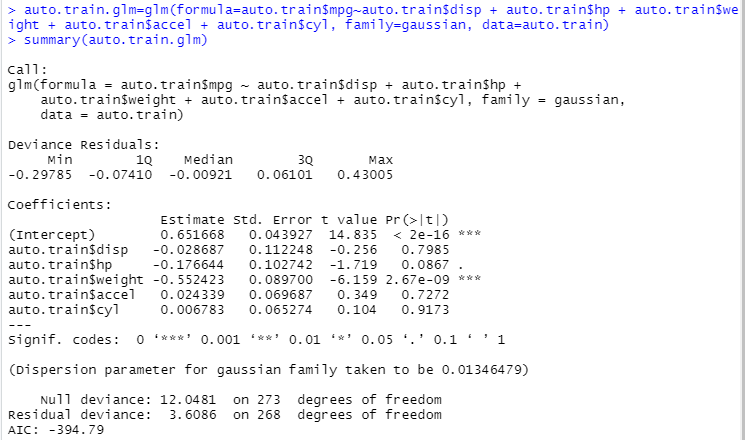 > auto.train.glm=glm(formula=auto.train$mpg~auto.train$disp + auto.train$hp + auto.train$we
ight + auto.train$accel + auto.train$cyl, family=gaussian, data=auto.train)
> summary(auto.train.glm)
Call:
glm(formula = auto.train$mpg ~ auto.train$disp + auto.train$hp +
    auto.train$weight + auto.train$accel + auto.train$cyl, family = gaussian,
    data = auto.train)
Deviance Residuals:
     Min        1Q    Median        3Q       Max
-0.29785  -0.07410  -0.00921   0.06101   0.43005
Coefficients:
                   Estimate Std. Error t value Pr(>|t|)
(Intercept)        0.651668   0.043927  14.835  < 2e-16 ***
auto.train$disp   -0.028687   0.112248  -0.256   0.7985
auto.train$hp     -0.176644   0.102742  -1.719   0.0867 .
auto.train$weight -0.552423   0.089700  -6.159 2.67e-09 ***
auto.train$accel   0.024339   0.069687   0.349   0.7272
auto.train$cyl     0.006783   0.065274   0.104   0.9173
---
Signif. codes:  0 ‘***’ 0.001 ‘**’ 0.01 ‘*’ 0.05 ‘.’ 0.1 ‘ ’ 1
(Dispersion parameter for gaussian family taken to be 0.01346479)
    Null deviance: 12.0481  on 273  degrees of freedom
Residual deviance:  3.6086  on 268  degrees of freedom
AIC: -394.79